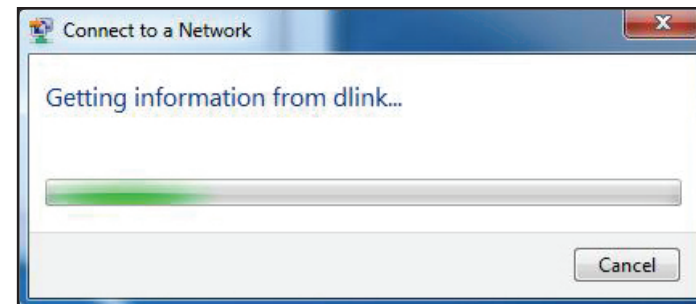 Connect to a Network
Getting information from dlink...
Cancel